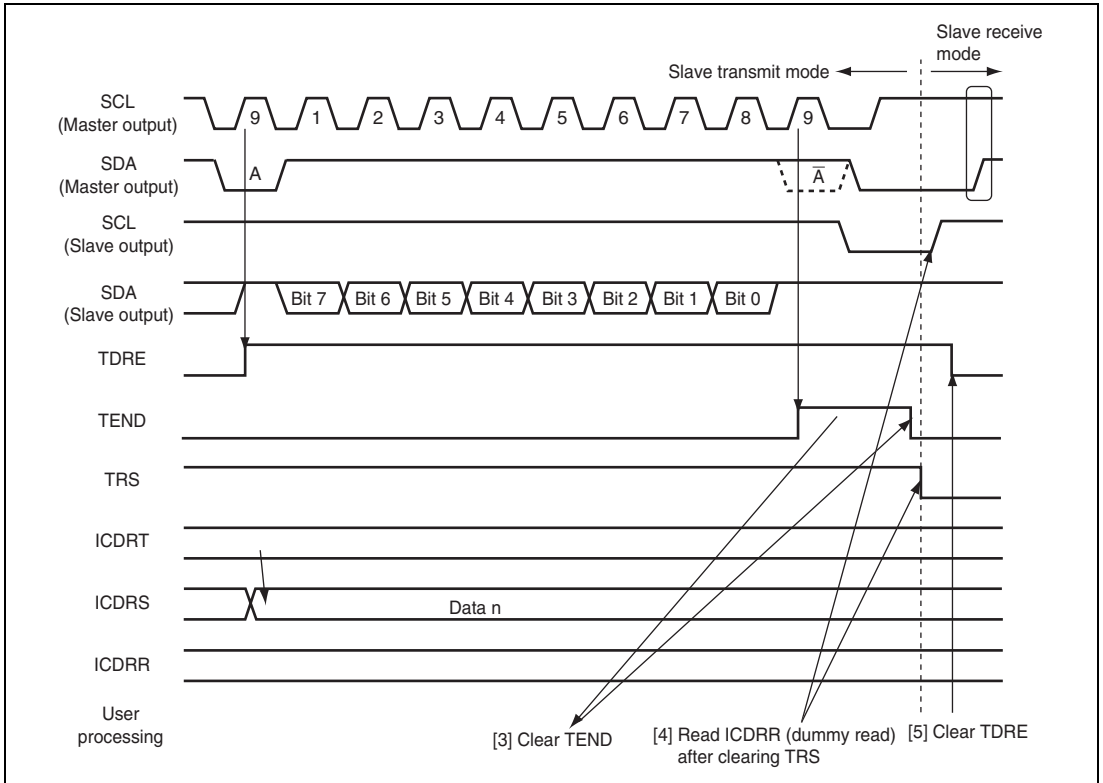 Slave receive
mode
Slave transmit mode
SCL
(Master output)
9 1 2 3 4 5 6 7 8 9
SDA
(Master output)
A A̅
SCL
(Slave output)
SDA
(Slave output)
Bit 7 Bit 6 Bit 5 Bit 4 Bit 3 Bit 2 Bit 1 Bit 0
TDRE
TEND
TRS
ICDRT
ICDRS
Data n
ICDRR
User
processing
[3] Clear TEND
[4] Read ICDRR (dummy read)
after clearing TRS
[5] Clear TDRE